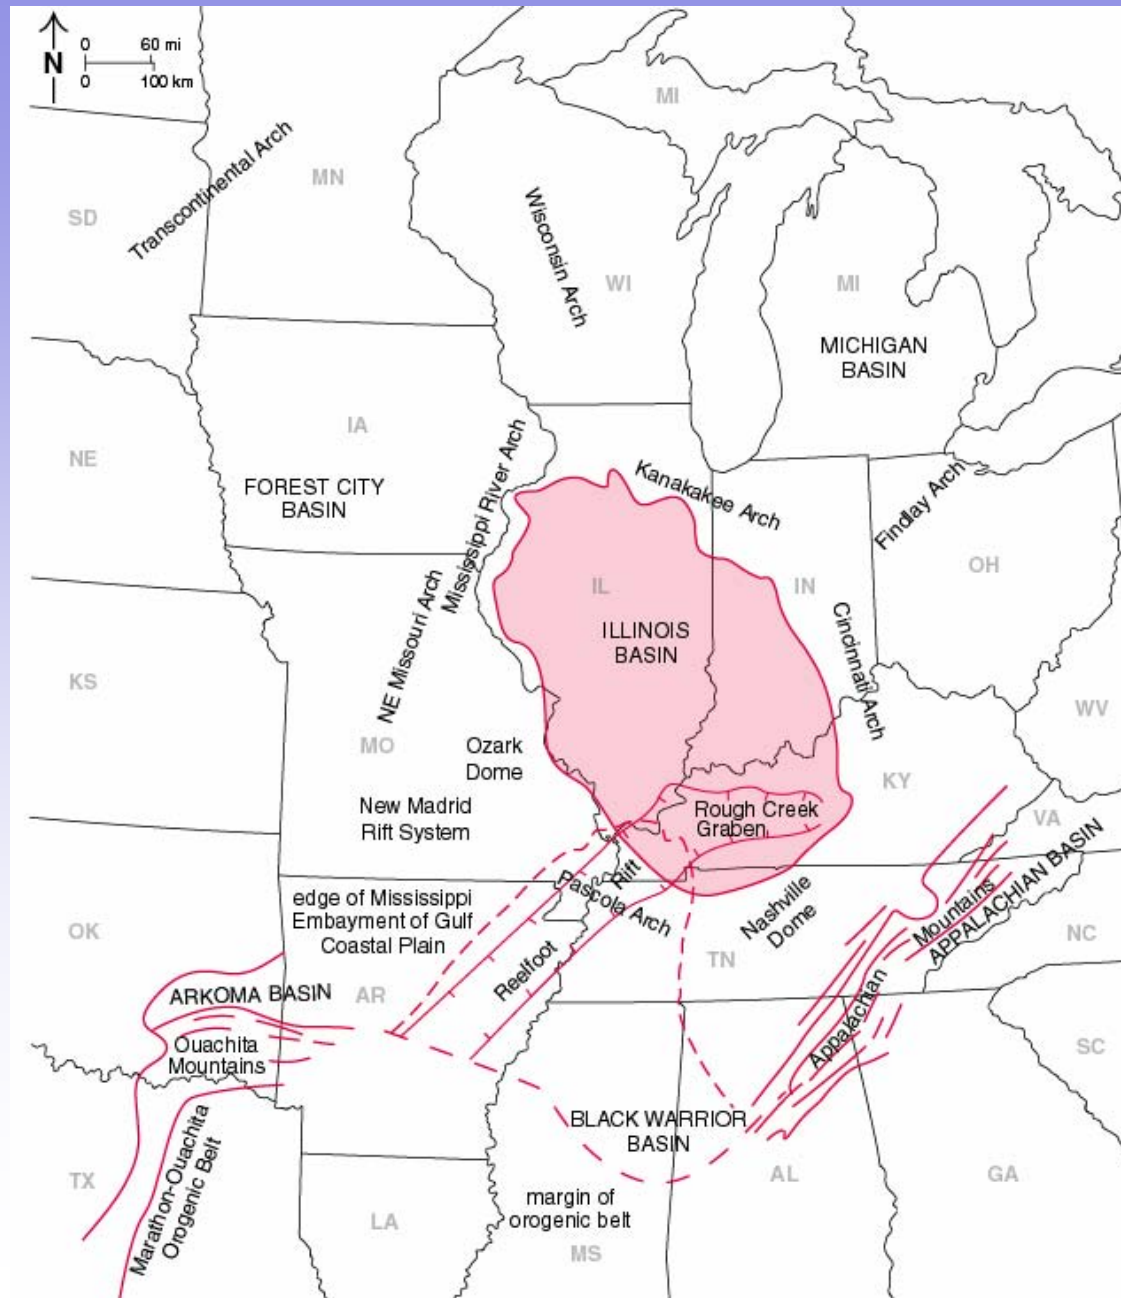 0 60 mi
N
0 100 km
MI
Transcontinental Arch
MN
SD
Wisconsin Arch
WI
MI
MICHIGAN
BASIN
IA
NE
Mississippi River Arch
Kanakakee Arch
Findlay Arch
FOREST CITY
BASIN
OH
IL
IN
NE Missouri Arch
ILLINOIS
BASIN
Cincinnati Arch
KS
WV
MO
Ozark
Dome
KY
New Madrid
Rift System
Rough Creek
Graben
VA
Rift
Pascola Arch
edge of Mississippi
Embayment of Gulf
Coastal Plain
Nashville
Dome
Mountains
APPALACHIAN BASIN
OK
NC
TN
Reelfoot
ARKOMA BASIN
AR
Appalachian
Ouachita
Mountains
SC
BLACK WARRIOR
BASIN
TX
Marathon-Ouachita
Orogenic Belt
AL
GA
margin of
orogenic belt
LA
MS